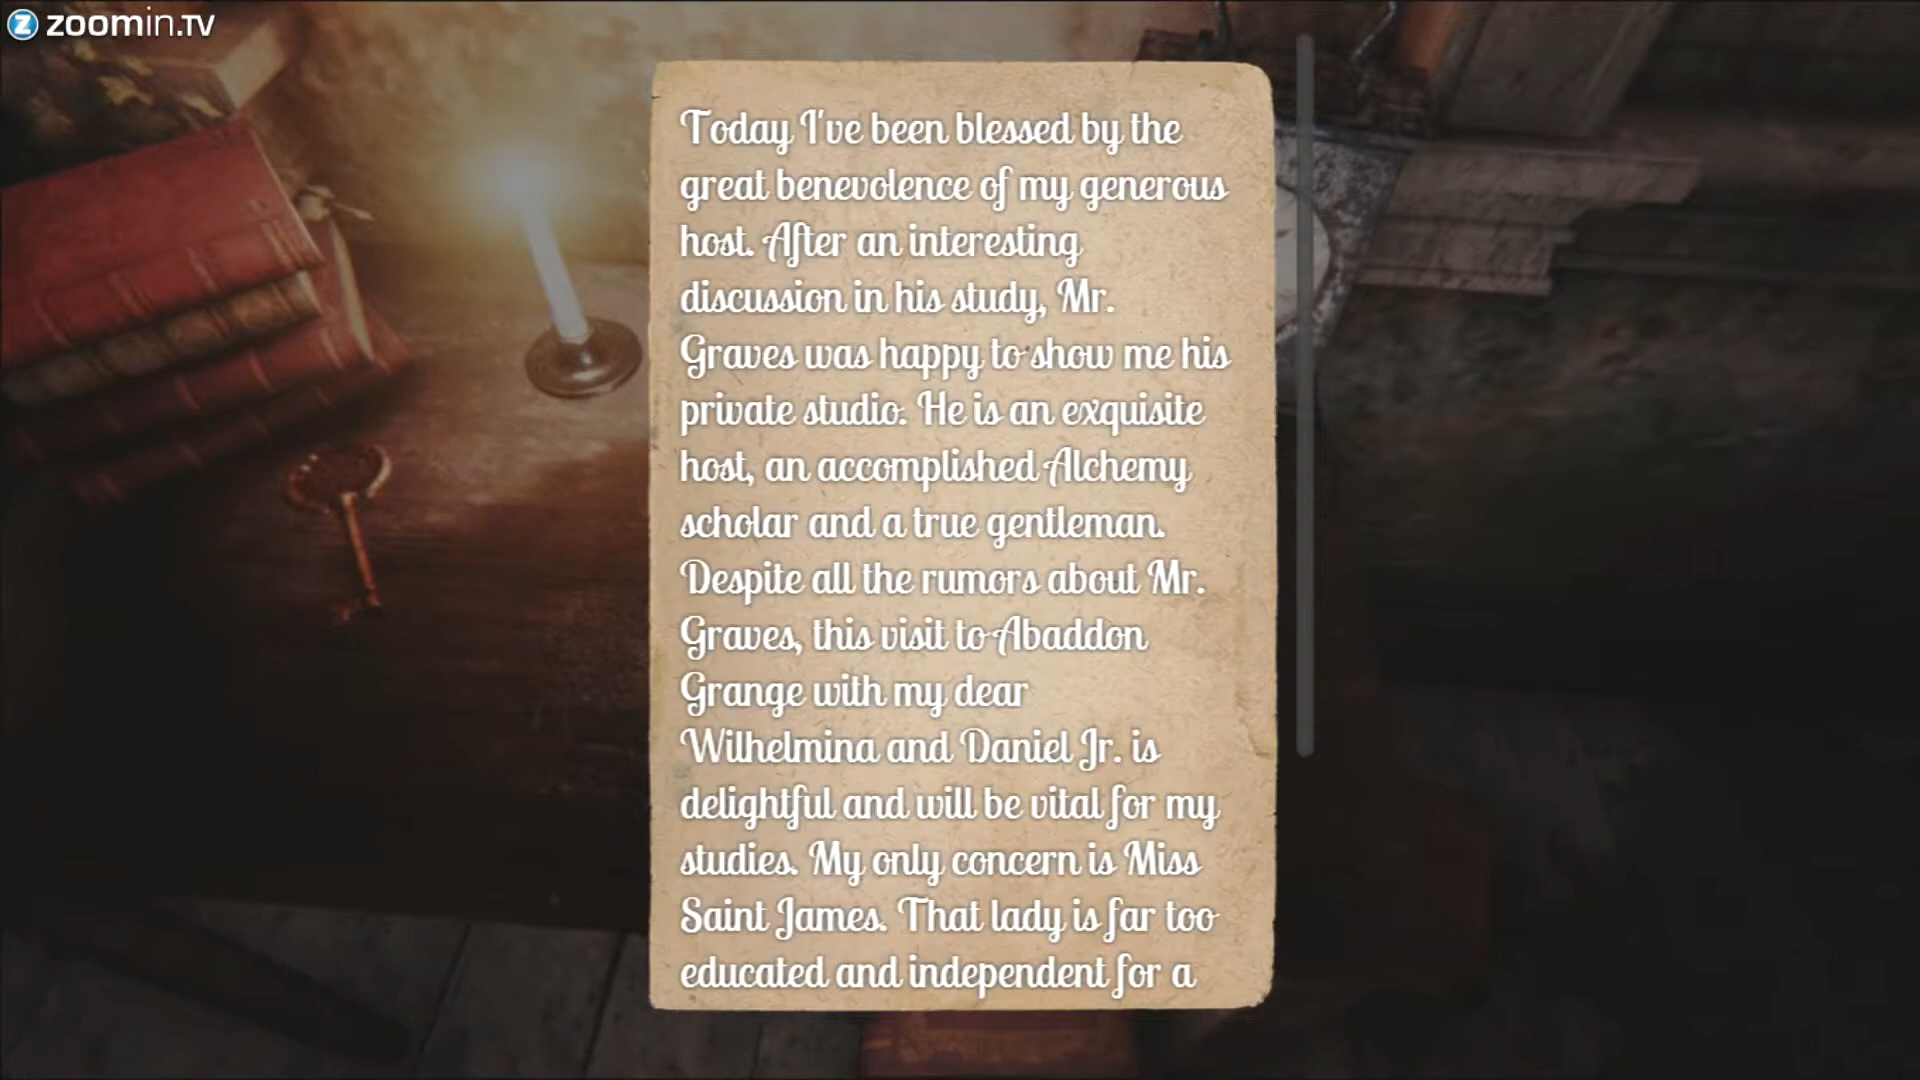 zoomin.tv
Today I've been blessed by the
great benevolence of my generous
host. After an interesting
discussion in his study, Mr.
Graves was happy to show me his
private studio. He is an exquisite
host, an accomplished Alchemy
scholar and a true gentleman.
Despite all the rumors about Mr.
Graves, this visit to Abaddon
Grange with my dear
Wilhelmina and Daniel Jr. is
delightful and will be vital for my
studies. My only concern is Miss
Saint James. That lady is far too
educated and independent for a